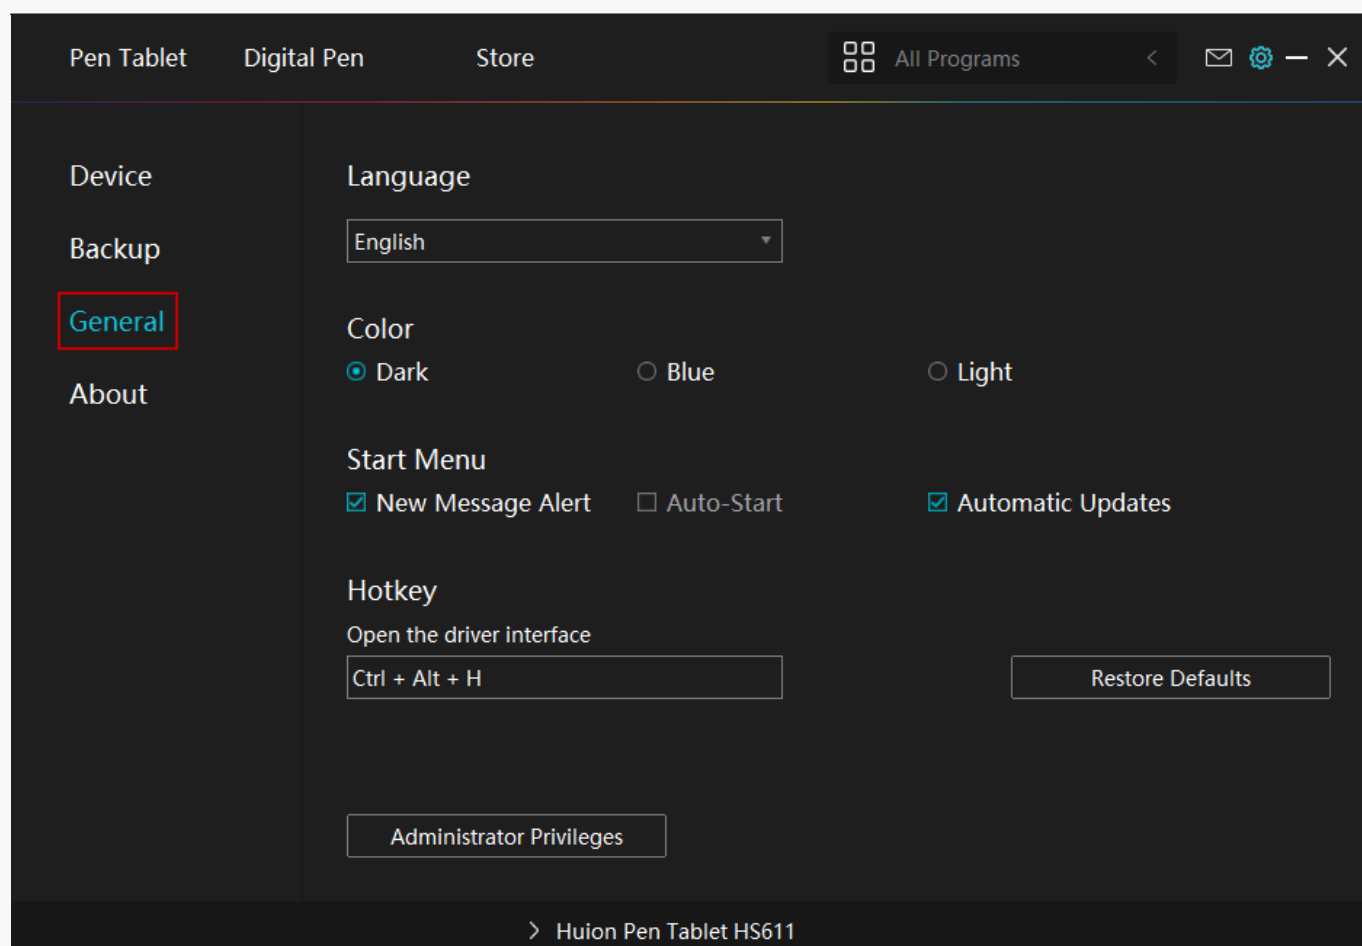 Pen Tablet Digital Pen Store All Programs
Device
Backup
General
About
Language
English
Color
Dark Blue Light
Start Menu
New Message Alert Auto-Start Automatic Updates
Hotkey
Open the driver interface
Ctrl + Alt + H Restore Defaults
Administrator Privileges
Huion Pen Tablet HS611